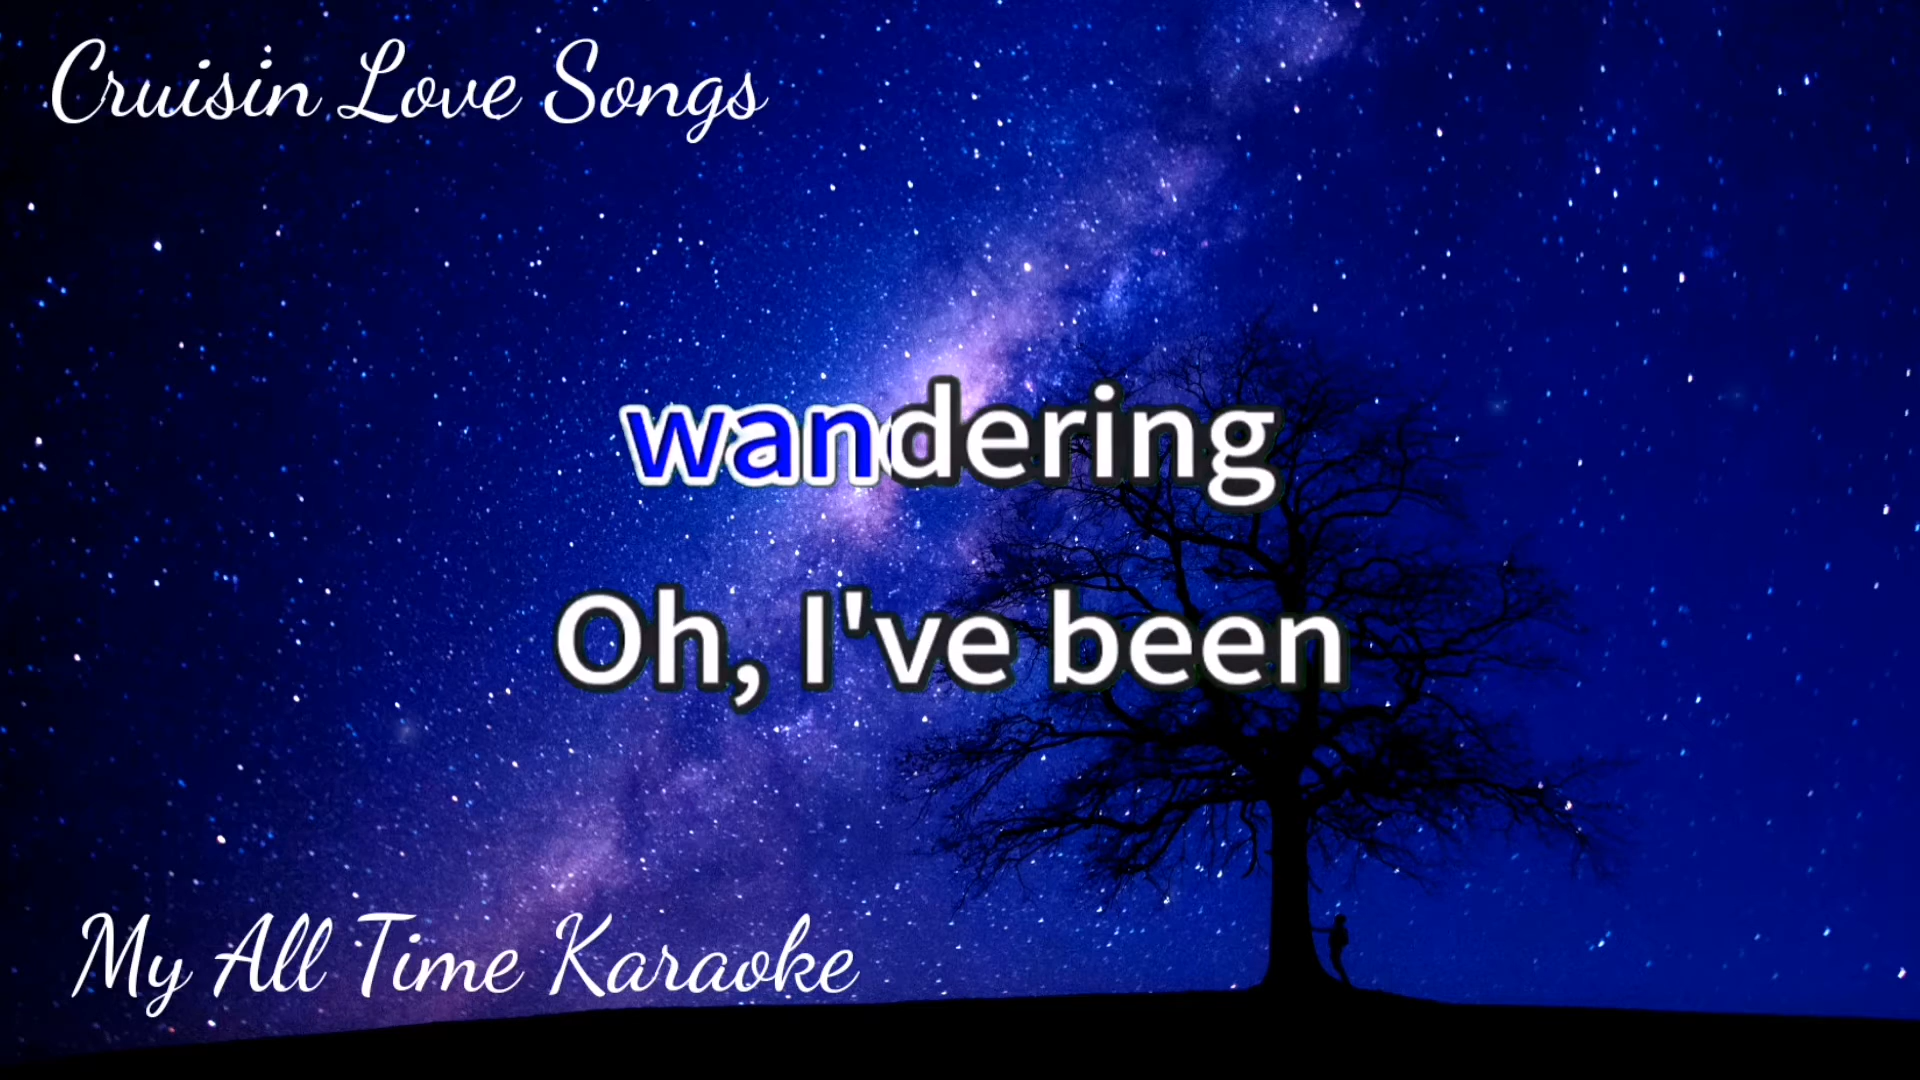 Cruisin Love Songs
wandering
Oh, I've been
My All Time Karaoke